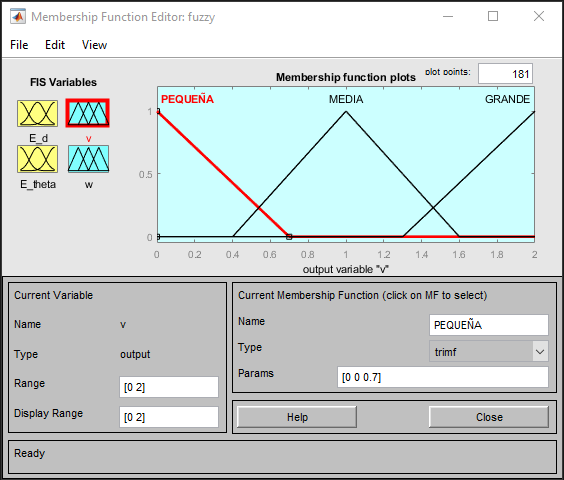 Membership Function Editor: fuzzy
File Edit View
FIS Variables
E_d
v
E_theta
w
Membership function plots
plot points:
181
PEQUEÑA MEDIA GRANDE
1
0.5
0
0 0.2 0.4 0.6 0.8 1 1.2 1.4 1.6 1.8 2
output variable "v"
Current Variable
Name v
Type output
Range [0 2]
Display Range [0 2]
Current Membership Function (click on MF to select)
Name PEQUEÑA
Type trimf
Params [0 0 0.7]
Help Close
Ready